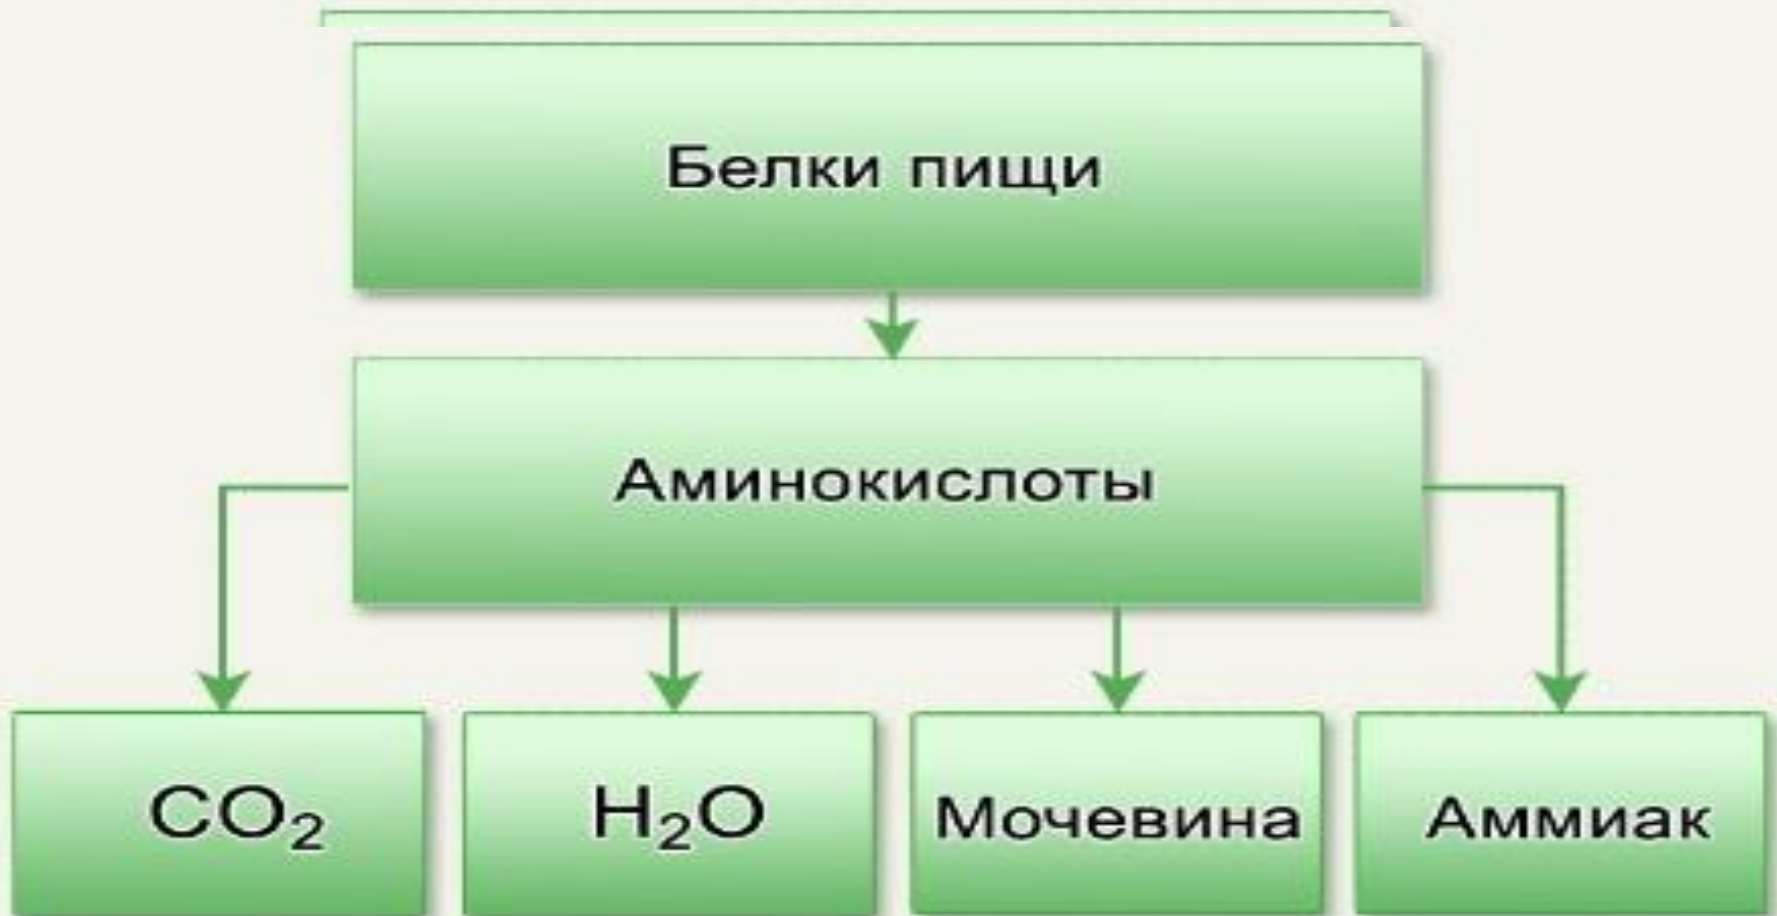 Белки пищи
Аминокислоты
CO₂
H₂O
Мочевина
Аммиак